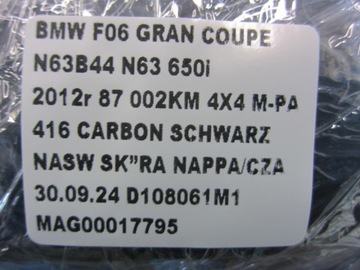 BMW F06 GRAN COUPE
N63B44 N63 650i
2012r 87 002KM 4X4 M-PA
416 CARBON SCHWARZ
NASW SK"RA NAPPA/CZA
30.09.24 D108061M1
MAG00017795